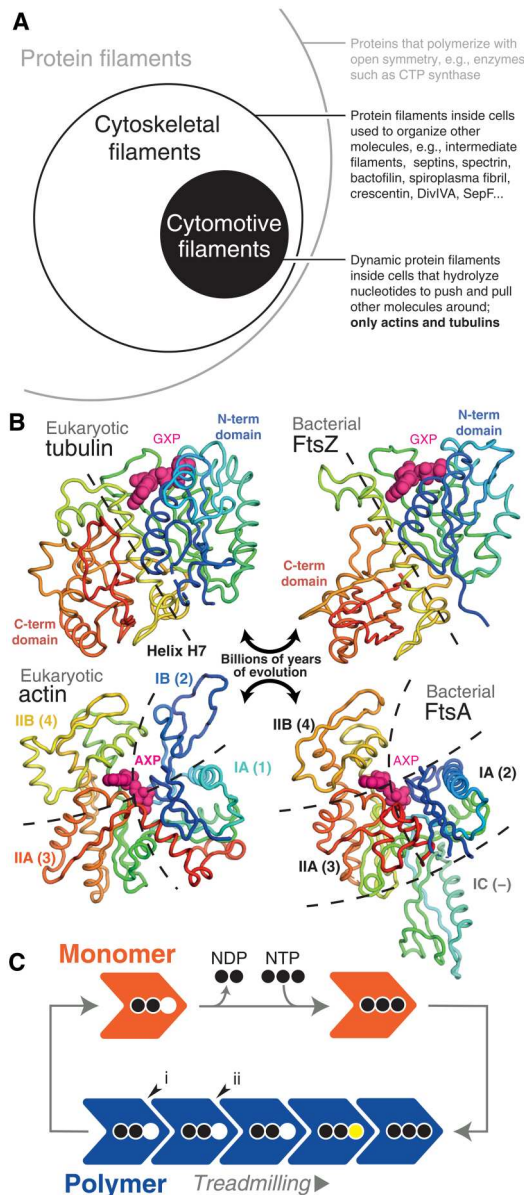 A
Protein filaments
Proteins that polymerize with
open symmetry, e.g., enzymes
such as CTP synthase
Cytoskeletal
filaments
Protein filaments inside cells
used to organize other
molecules, e.g., intermediate
filaments, septins, spectrin,
bactofilin, spiroplasma fibril,
crescentin, DivIVA, SepF...
Cytomotive
filaments
Dynamic protein filaments
inside cells that hydrolyze
nucleotides to push and pull
other molecules around;
only actins and tubulins
B
Eukaryotic
tubulin
GXP
N-term
domain
C-term
domain
Helix H7
Bacterial
FtsZ
GXP
N-term
domain
C-term
domain
Billions of years
of evolution
Eukaryotic
actin
IB (2)
IIB (4)
AXP
IA (1)
IIA (3)
Bacterial
FtsA
IIB (4)
AXP
IA (2)
IIA (3)
IC (–)
C
Monomer
NDP
NTP
i
ii
Polymer
Treadmilling